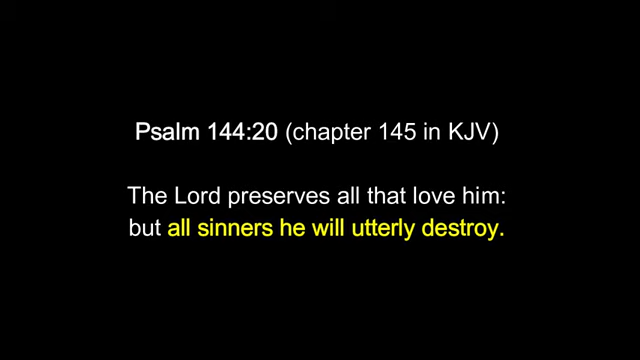 Psalm 144:20 (chapter 145 in KJV)
The Lord preserves all that love him:
but all sinners he will utterly destroy.